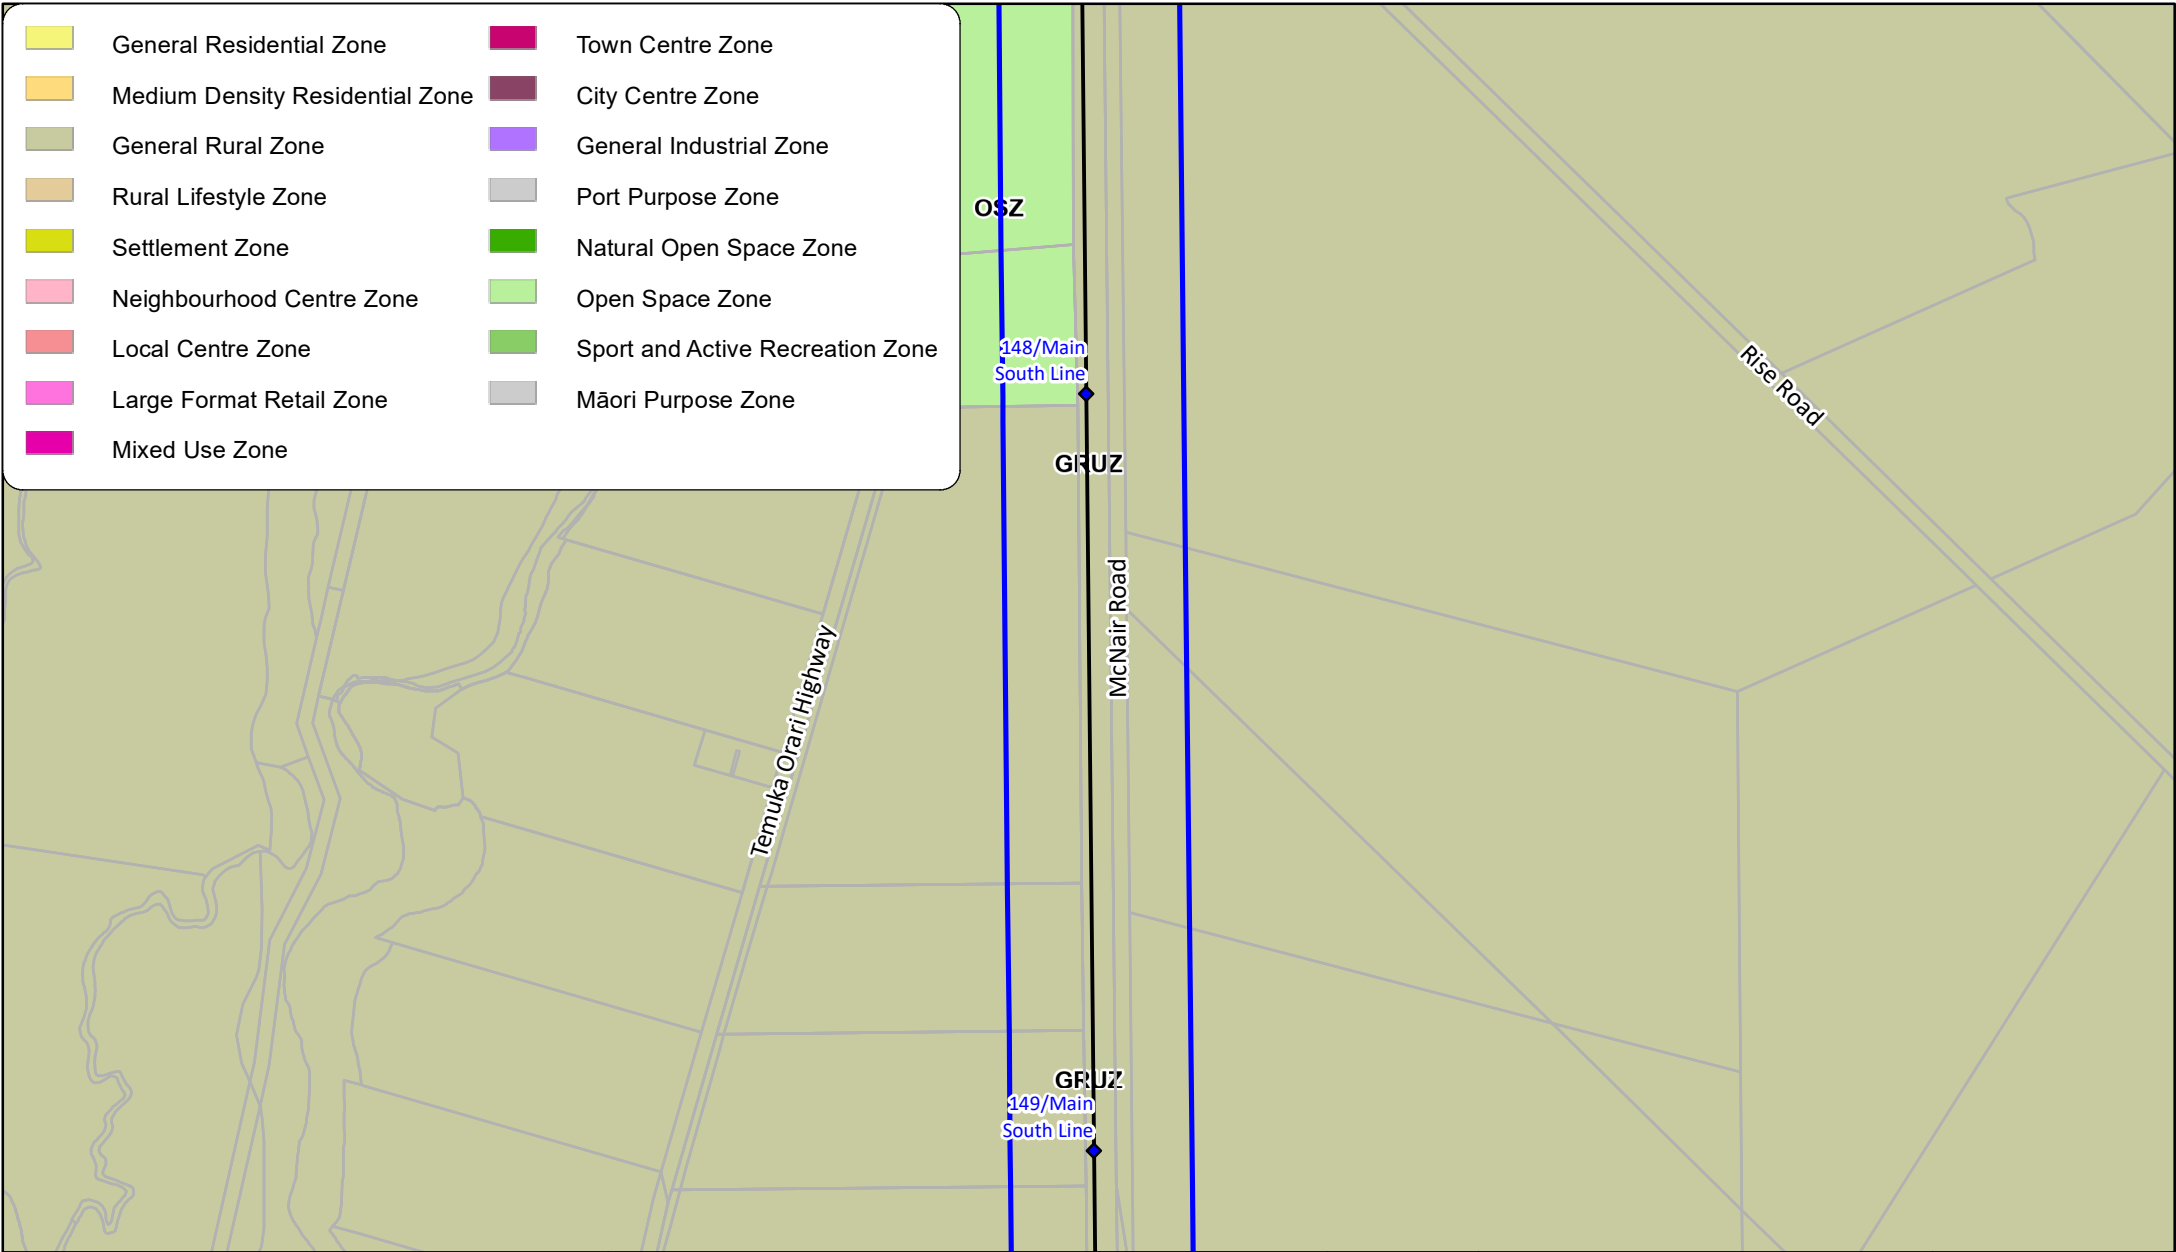 General Residential Zone
Medium Density Residential Zone
General Rural Zone
Rural Lifestyle Zone
Settlement Zone
Neighbourhood Centre Zone
Local Centre Zone
Large Format Retail Zone
Mixed Use Zone
Town Centre Zone
City Centre Zone
General Industrial Zone
Port Purpose Zone
Natural Open Space Zone
Open Space Zone
Sport and Active Recreation Zone
Māori Purpose Zone
OSZ
148/Main
South Line
GRUZ
Rise Road
McNair Road
Temuka Orari Highway
GRUZ
149/Main
South Line